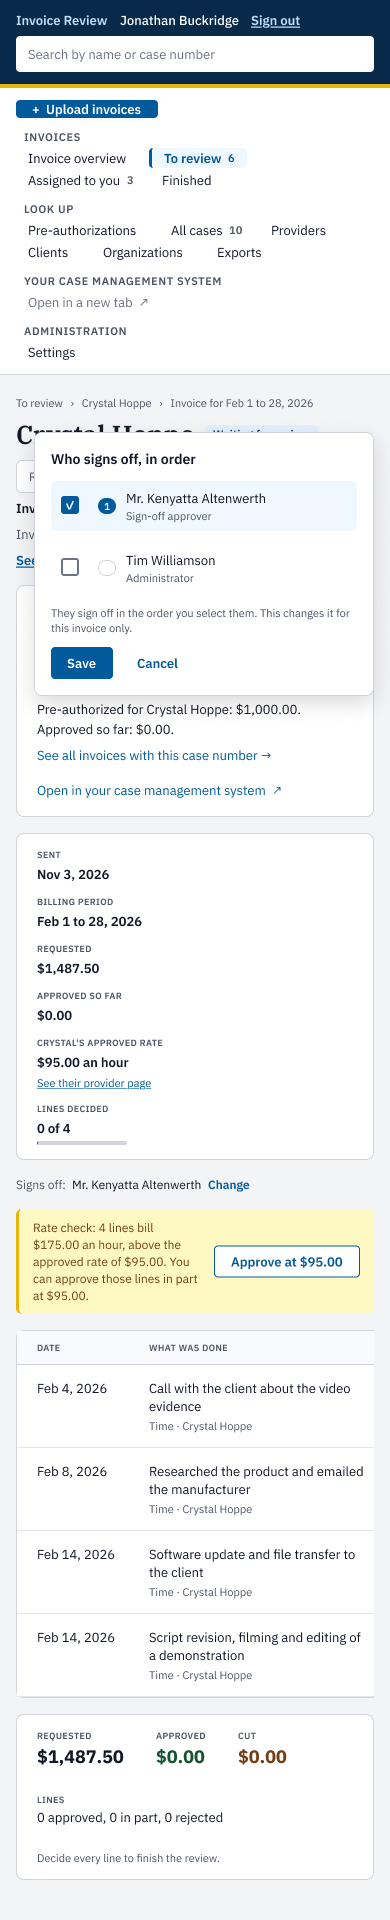 Invoice Review Jonathan Buckridge Sign out
Search by name or case number
+ Upload invoices
INVOICES
Invoice overview To review 6
Assigned to you 3 Finished
LOOK UP
Pre-authorizations All cases 10 Providers
Clients Organizations Exports
YOUR CASE MANAGEMENT SYSTEM
Open in a new tab ↗
ADMINISTRATION
Settings
To review › Crystal Hoppe › Invoice for Feb 1 to 28, 2026
Crystal Hoppe
Who signs off, in order
1 Mr. Kenyatta Altenwerth
Sign-off approver
Tim Williamson
Administrator
They sign off in the order you select them. This changes it for
this invoice only.
Save Cancel
Pre-authorized for Crystal Hoppe: $1,000.00.
Approved so far: $0.00.
See all invoices with this case number →
Open in your case management system ↗
SENT
Nov 3, 2026
BILLING PERIOD
Feb 1 to 28, 2026
REQUESTED
$1,487.50
APPROVED SO FAR
$0.00
CRYSTAL'S APPROVED RATE
$95.00 an hour
See their provider page
LINES DECIDED
0 of 4
Signs off: Mr. Kenyatta Altenwerth Change
Rate check: 4 lines bill
$175.00 an hour, above the
approved rate of $95.00. You
can approve those lines in part
at $95.00.
Approve at $95.00
DATE WHAT WAS DONE
Feb 4, 2026 Call with the client about the video
evidence
Time · Crystal Hoppe
Feb 8, 2026 Researched the product and emailed
the manufacturer
Time · Crystal Hoppe
Feb 14, 2026 Software update and file transfer to
the client
Time · Crystal Hoppe
Feb 14, 2026 Script revision, filming and editing of
a demonstration
Time · Crystal Hoppe
REQUESTED APPROVED CUT
$1,487.50 $0.00 $0.00
LINES
0 approved, 0 in part, 0 rejected
Decide every line to finish the review.